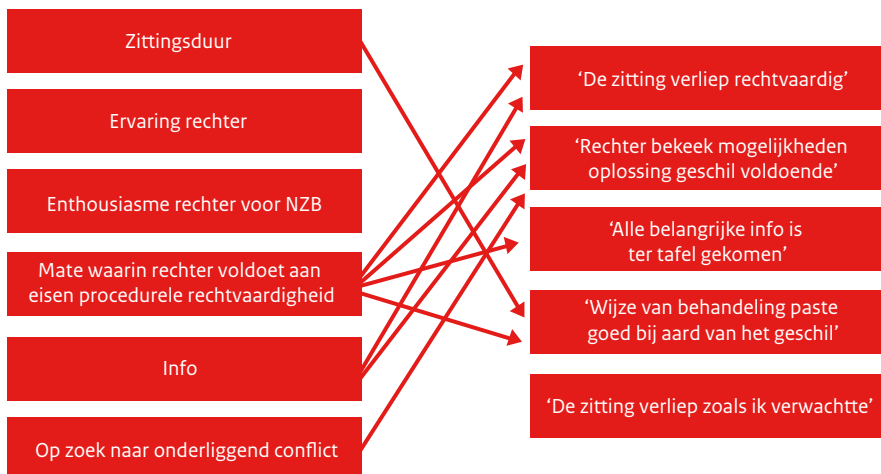 Zittingsduur
Ervaring rechter
Enthousiasme rechter voor NZB
Mate waarin rechter voldoet aan
eisen procedurele rechtvaardigheid
Info
Op zoek naar onderliggend conflict
‘De zitting verliep rechtvaardig’
‘Rechter bekeek mogelijkheden
oplossing geschil voldoende’
‘Alle belangrijke info is
ter tafel gekomen’
‘Wijze van behandeling paste
goed bij aard van het geschil’
‘De zitting verliep zoals ik verwachtte’